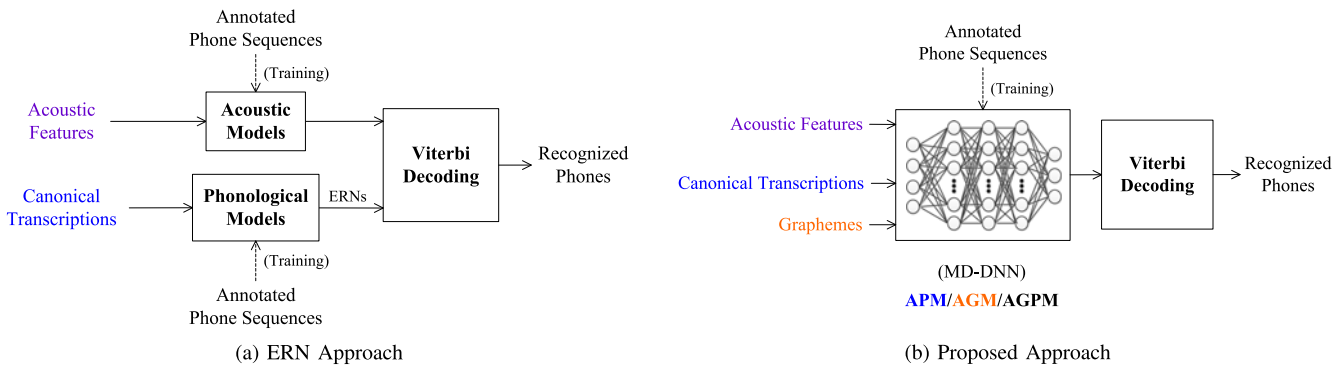 Annotated
Phone Sequences
(Training)
Acoustic
Features
Acoustic
Models
Viterbi
Decoding
Recognized
Phones
Canonical
Transcriptions
Phonological
Models
ERNs
(Training)
Annotated
Phone Sequences
(a) ERN Approach
Annotated
Phone Sequences
(Training)
Acoustic Features
Canonical Transcriptions
Graphemes
Viterbi
Decoding
Recognized
Phones
(MD-DNN)
APM/AGM/AGPM
(b) Proposed Approach